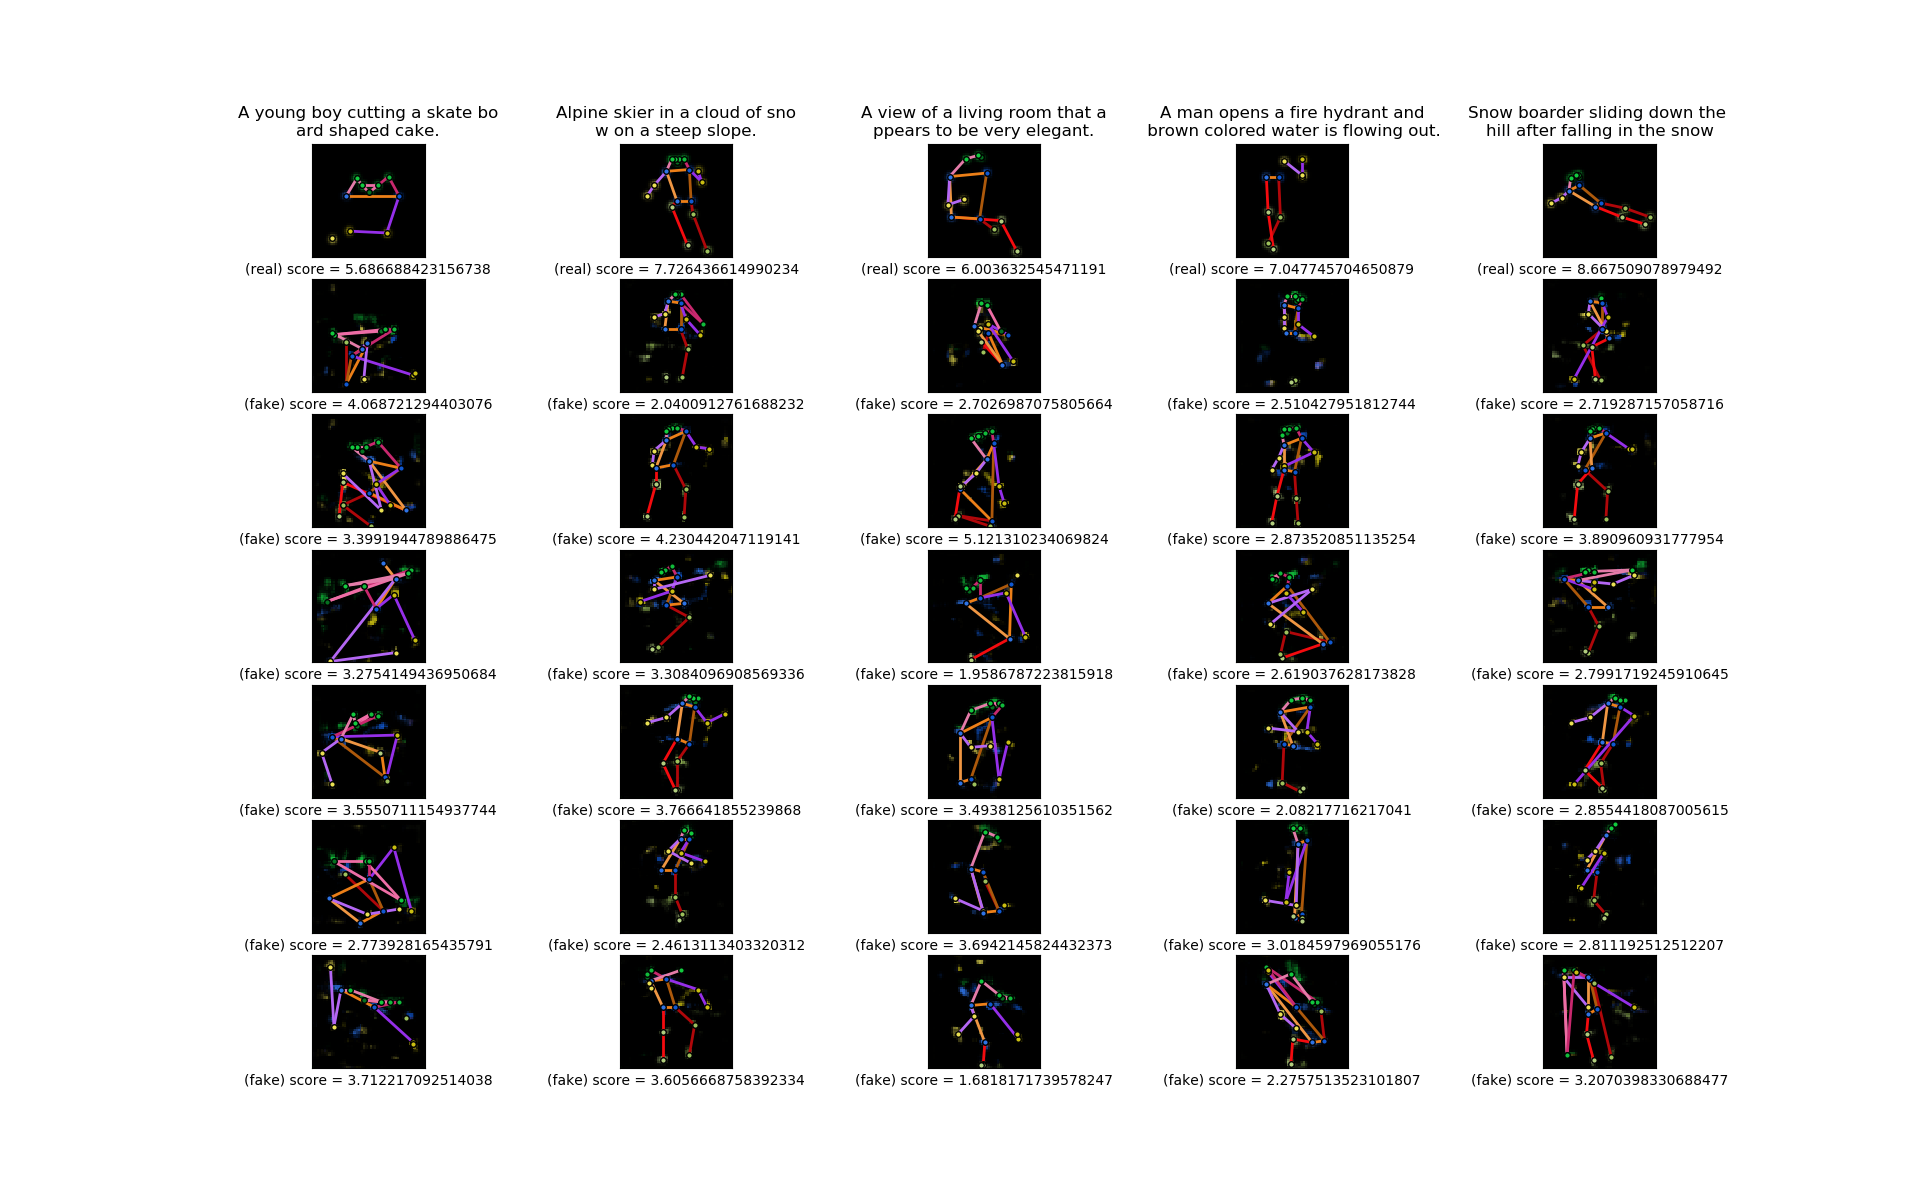 A young boy cutting a skate bo
ard shaped cake.
Alpine skier in a cloud of sno
w on a steep slope.
A view of a living room that a
ppears to be very elegant.
A man opens a fire hydrant and
brown colored water is flowing out.
Snow boarder sliding down the
hill after falling in the snow
(real) score = 5.686688423156738
(real) score = 7.726436614990234
(real) score = 6.003632545471191
(real) score = 7.047745704650879
(real) score = 8.667509078979492
(fake) score = 4.068721294403076
(fake) score = 2.0400912761688232
(fake) score = 2.7026987075805664
(fake) score = 2.510427951812744
(fake) score = 2.719287157058716
(fake) score = 3.3991944789886475
(fake) score = 4.230442047119141
(fake) score = 5.121310234069824
(fake) score = 2.873520851135254
(fake) score = 3.890960931777954
(fake) score = 3.2754149436950684
(fake) score = 3.3084096908569336
(fake) score = 1.9586787223815918
(fake) score = 2.619037628173828
(fake) score = 2.7991719245910645
(fake) score = 3.5550711154937744
(fake) score = 3.766641855239868
(fake) score = 3.4938125610351562
(fake) score = 2.08217716217041
(fake) score = 2.8554418087005615
(fake) score = 2.773928165435791
(fake) score = 2.4613113403320312
(fake) score = 3.6942145824432373
(fake) score = 3.0184597969055176
(fake) score = 2.811192512512207
(fake) score = 3.712217092514038
(fake) score = 3.6056668758392334
(fake) score = 1.6818171739578247
(fake) score = 2.2757513523101807
(fake) score = 3.2070398330688477